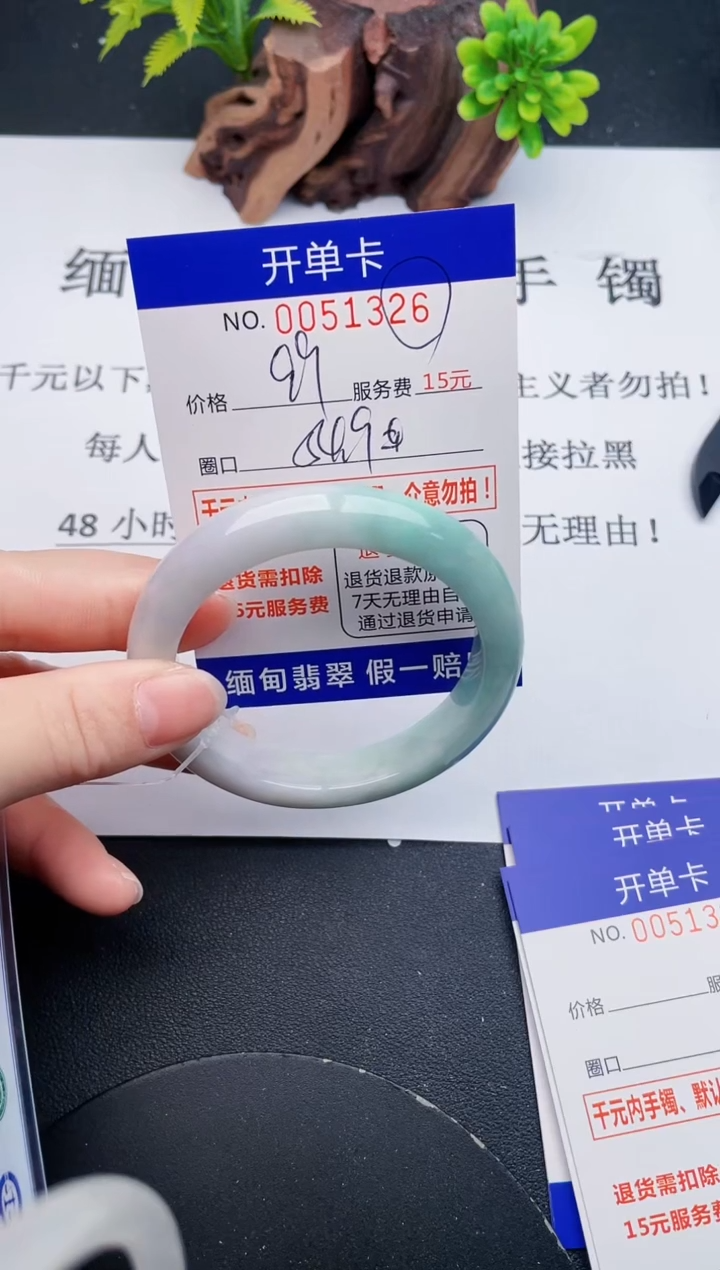 开单卡
NO. 0051326
价格 服务费 15元
圈口
介意勿拍！
退货需扣除
5元服务费
退货退款
7天无理由自
通过退货申请
缅甸翡翠 假一赔
缅 手 镯
千元以下 主义者勿拍！
每人 接拉黑
48 小时 无理由！
开单卡
开单卡
开单卡
NO. 00513
价格
圈口
千元内手镯、默认
退货需扣除
15元服务费